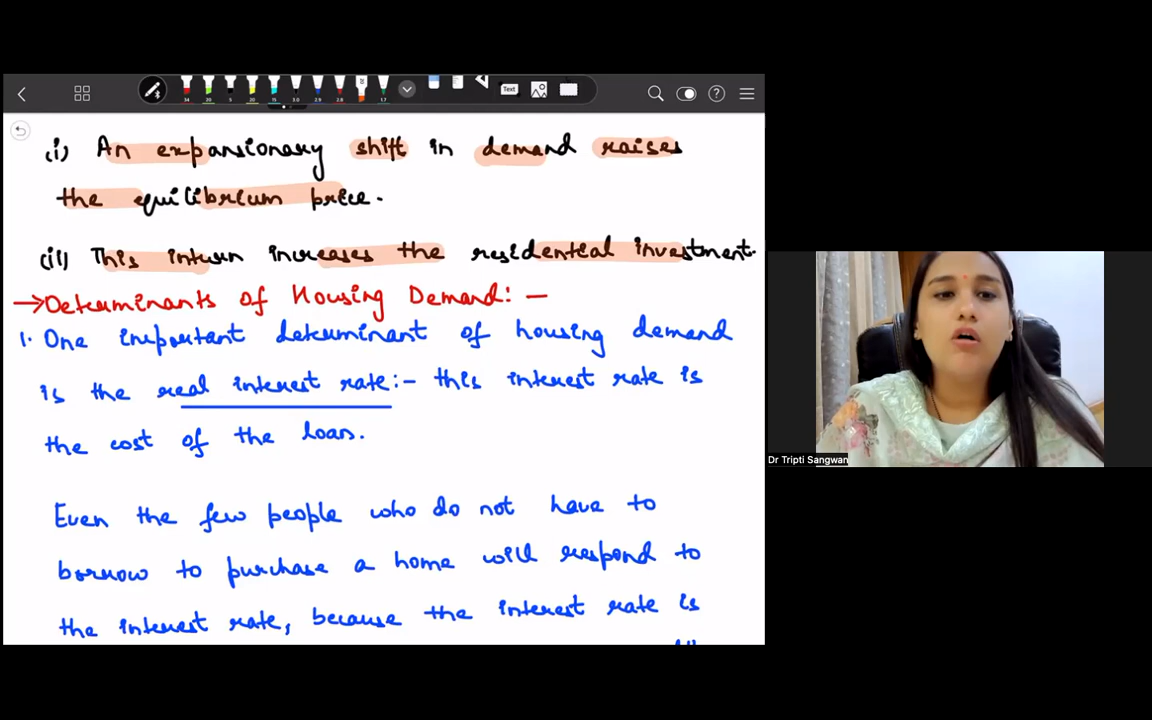 Text
(i) An expansionary shift in demand raises
the equilibrium price.
(ii) This inturn increases the residential investment.
→Determinants of Housing Demand: —
1. One important determinant of housing demand
is the real interest rate:- this interest rate is
the cost of the loan.
Even the few people who do not have to
borrow to purchase a home will respond to
the interest rate, because the interest rate is
Dr Tripti Sangwan